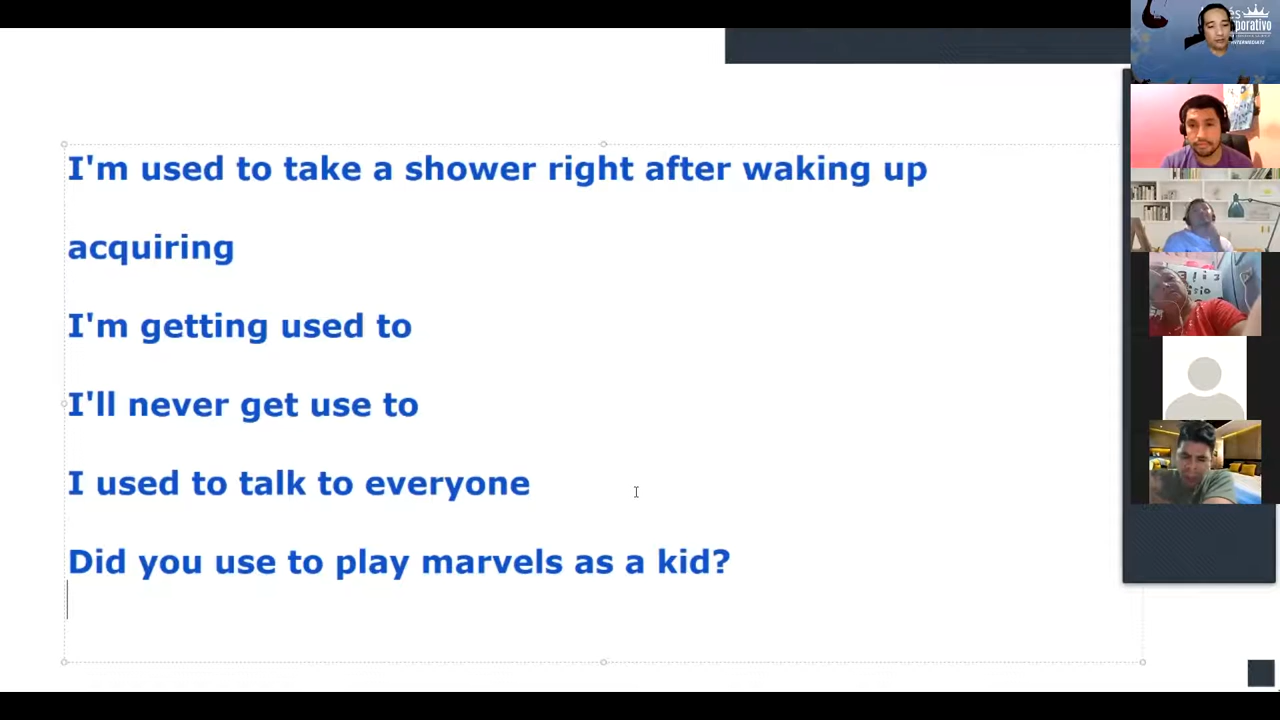 I'm used to take a shower right after waking up
acquiring
I'm getting used to
I'll never get use to
I used to talk to everyone
Did you use to play marvels as a kid?